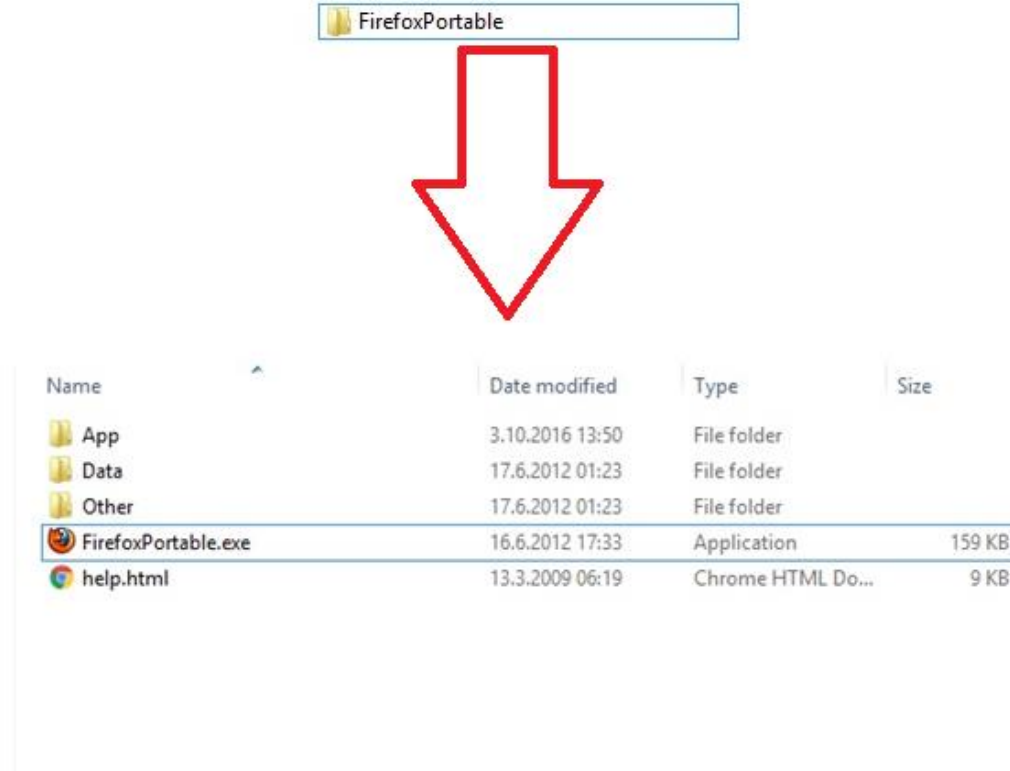 FirefoxPortable
Name Date modified Type Size
App 3.10.2016 13:50 File folder
Data 17.6.2012 01:23 File folder
Other 17.6.2012 01:23 File folder
FirefoxPortable.exe 16.6.2012 17:33 Application 159 KB
help.html 13.3.2009 06:19 Chrome HTML Do... 9 KB